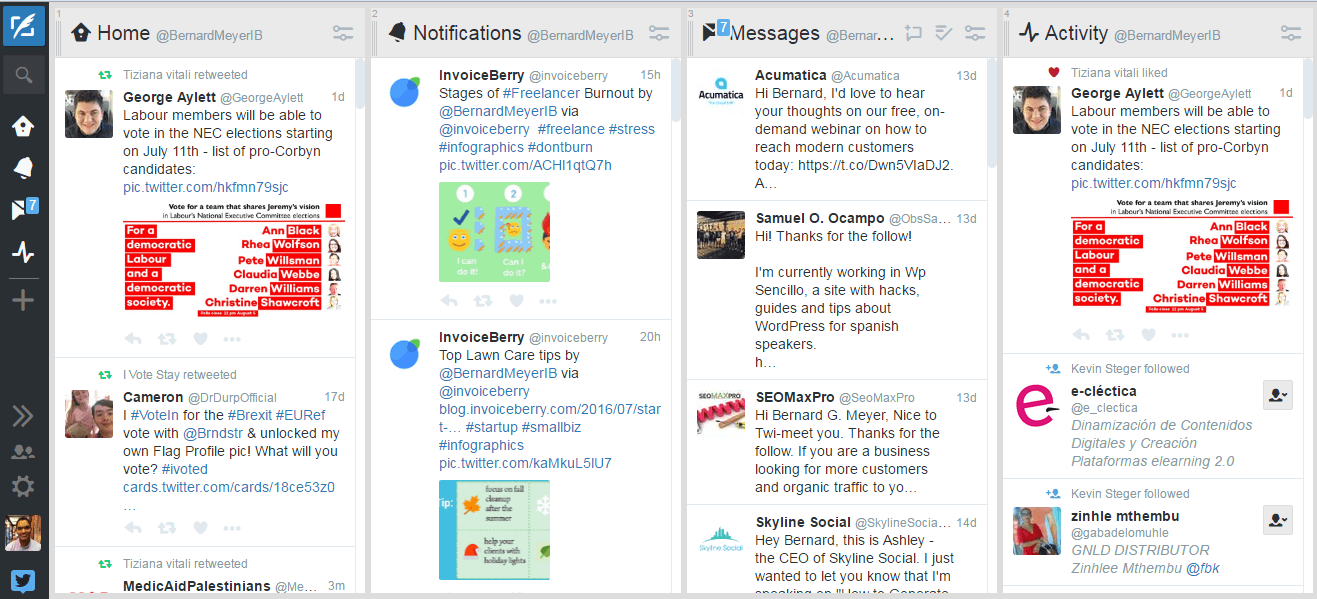 7
1
Home @BernardMeyerIB
Tiziana vitali retweeted
George Aylett @GeorgeAylett 1d
Labour members will be able to
vote in the NEC elections starting
on July 11th - list of pro-Corbyn
candidates:
pic.twitter.com/hkfmn79sjc
Vote for a team that shares Jeremy's vision
in Labour's National Executive Committee elections
For a
democratic
Labour
and a
democratic
society.
Ann Black
Rhea Wolfson
Pete Willsman
Claudia Webbe
Darren Williams
Christine Shawcroft
I Vote Stay retweeted
Cameron @DrDurpOfficial 17d
I #VoteIn for the #Brexit #EURef
vote with @Brndstr & unlocked my
own Flag Profile pic! What will you
vote? #ivoted
cards.twitter.com/cards/18ce53z0
…
Tiziana vitali retweeted
MedicAidPalestinians @Me… 3m
2
Notifications @BernardMeyerIB
InvoiceBerry @invoiceberry 15h
Stages of #Freelancer Burnout by
@BernardMeyerIB via
@invoiceberry #freelance #stress
#infographics #dontburn
pic.twitter.com/ACHl1qtQ7h
1
2
I can
do it!
Can I
do it?
InvoiceBerry @invoiceberry 20h
Top Lawn Care tips by
@BernardMeyerIB via
@invoiceberry
blog.invoiceberry.com/2016/07/star
t-… #startup #smallbiz
#infographics
pic.twitter.com/kaMkuL5lU7
ip:
focus on fall
cleanup
after the
summer
help your
clients with
holiday lights
3
7
Messages @Bernar…
Acumatica @Acumatica 13d
Acumatica
Hi Bernard, I'd love to hear
your thoughts on our free, on-
demand webinar on how to
reach modern customers
today: https://t.co/Dwn5VlaDJ2.
A…
Samuel O. Ocampo @ObsSa… 13d
Hi! Thanks for the follow!
I'm currently working in Wp
Sencillo, a site with hacks,
guides and tips about
WordPress for spanish
speakers.
h…
SEOMAXPRO
SEOMaxPro @SeoMaxPro 13d
Hi Bernard G. Meyer, Nice to
Twi-meet you. Thanks for the
follow. If you are a business
looking for more customers
and organic traffic to yo…
Skyline Social @SkylineSocia… 14d
Skyline Social
Hey Bernard, this is Ashley -
the CEO of Skyline Social. I just
wanted to let you know that I'm
speaking on "How to Generate
4
Activity @BernardMeyerIB
Tiziana vitali liked
George Aylett @GeorgeAylett 1d
Labour members will be able to
vote in the NEC elections starting
on July 11th - list of pro-Corbyn
candidates:
pic.twitter.com/hkfmn79sjc
Vote for a team that shares Jeremy's vision
in Labour's National Executive Committee elections
For a
democratic
Labour
and a
democratic
society.
Ann Black
Rhea Wolfson
Pete Willsman
Claudia Webbe
Darren Williams
Christine Shawcroft
Kevin Steger followed
e-cléctica
@e_clectica
Dinamización de Contenidos
Digitales y Creación
Plataformas elearning 2.0
Kevin Steger followed
zinhle mthembu
@gabadelomuhle
GNLD DISTRIBUTOR
Zinhlee Mthembu @fbk